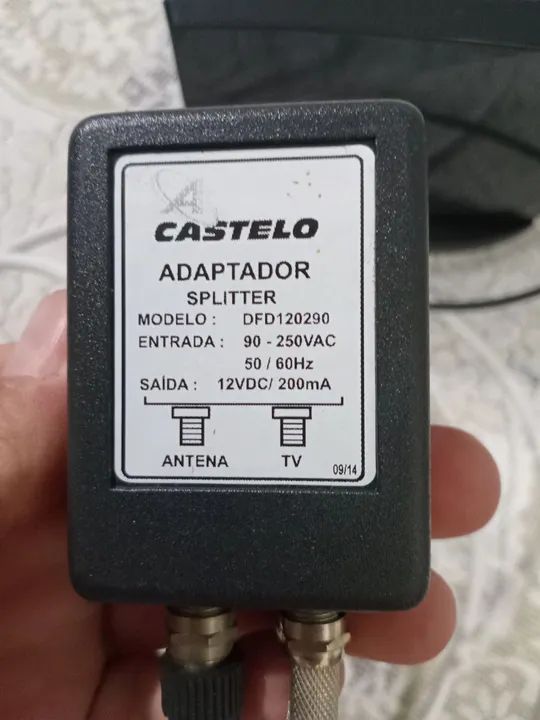 CASTELO
ADAPTADOR
SPLITTER
MODELO : DFD120290
ENTRADA : 90 - 250VAC
50 / 60Hz
SAÍDA : 12VDC/ 200mA
ANTENA TV
09/14